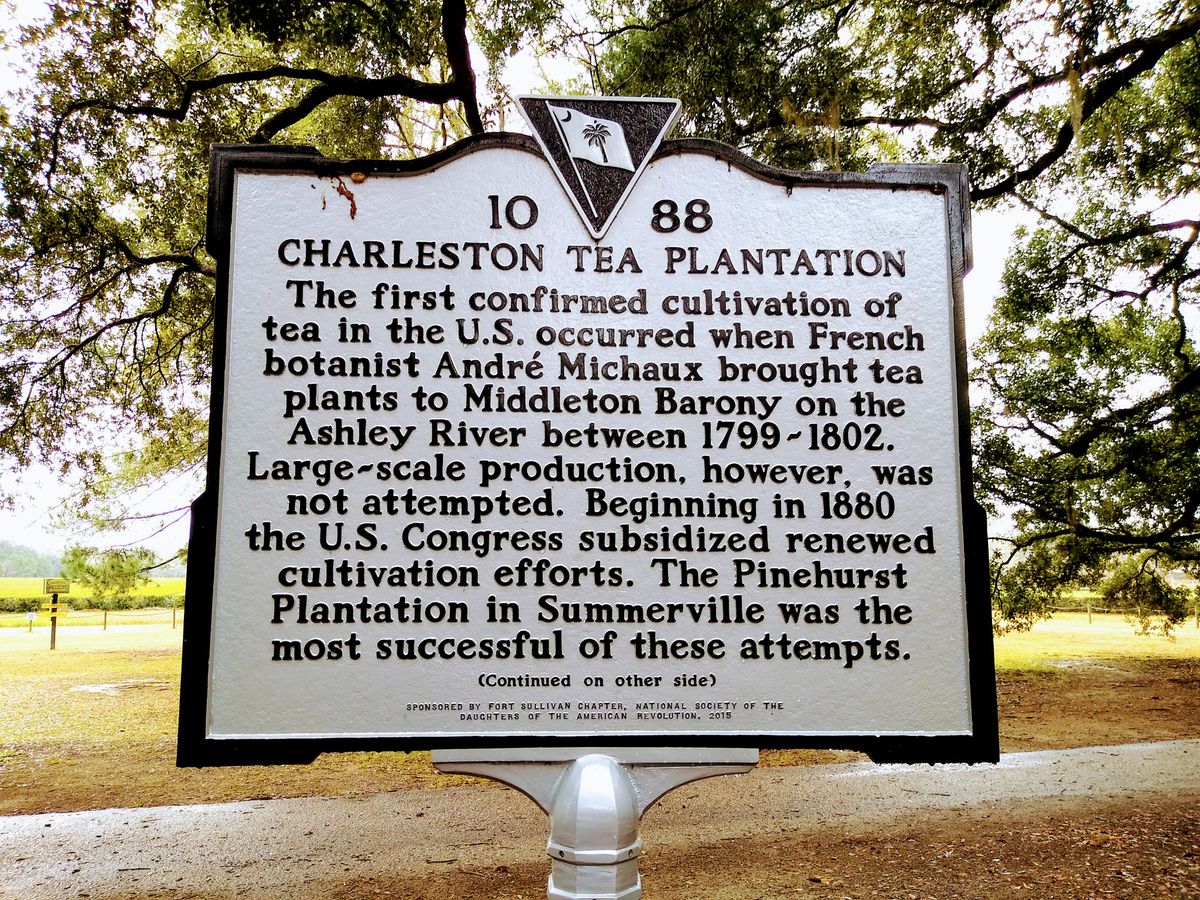 10 88
CHARLESTON TEA PLANTATION
The first confirmed cultivation of
tea in the U.S. occurred when French
botanist André Michaux brought tea
plants to Middleton Barony on the
Ashley River between 1799~1802.
Large~scale production, however, was
not attempted. Beginning in 1880
the U.S. Congress subsidized renewed
cultivation efforts. The Pinehurst
Plantation in Summerville was the
most successful of these attempts.
(Continued on other side)
SPONSORED BY FORT SULLIVAN CHAPTER, NATIONAL SOCIETY OF THE
DAUGHTERS OF THE AMERICAN REVOLUTION, 2015